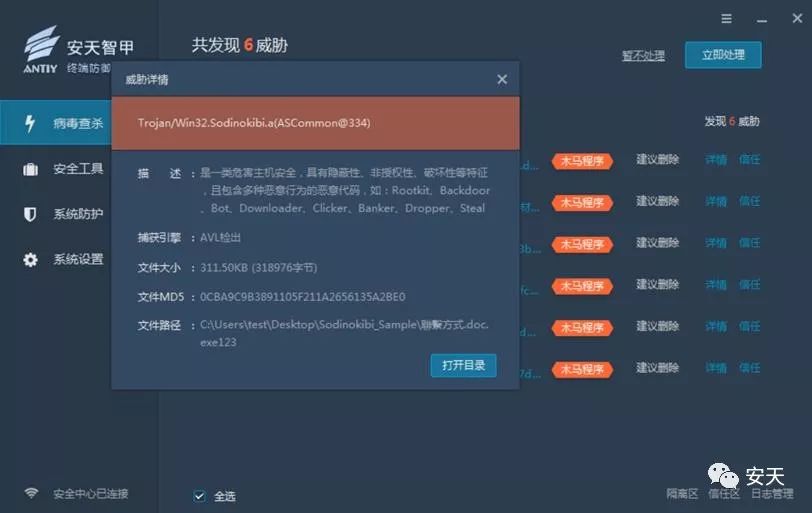 安天智甲
ANTIY 终端防御
共发现 6 威胁
暂不处理
立即处理
威胁详情
Trojan/Win32.Sodinokibi.a(ASCommon@334)
病毒查杀
安全工具
系统防护
系统设置
描 述 : 是一类危害主机安全，具有隐蔽性、非授权性、破坏性等特征
，且包含多种恶意行为的恶意代码，如：Rootkit、Backdoor
、Bot、Downloader、Clicker、Banker、Dropper、Steal
捕获引擎 : AVL检出
文件大小 : 311.50KB (318976字节)
文件MD5 : 0CBA9C9B3891105F211A2656135A2BE0
文件路径 : C:\Users\test\Desktop\Sodinokibi_Sample\聯繫方式.doc.
exe123
打开目录
发现 6 威胁
.d... 木马程序 建议删除 详情 信任
材... 木马程序 建议删除 详情 信任
3b... 木马程序 建议删除 详情 信任
fc... 木马程序 建议删除 详情 信任
d... 木马程序 建议删除 详情 信任
7d... 木马程序 建议删除 详情 信任
安全中心已连接
全选
安天
隔离区 信任区 日志管理